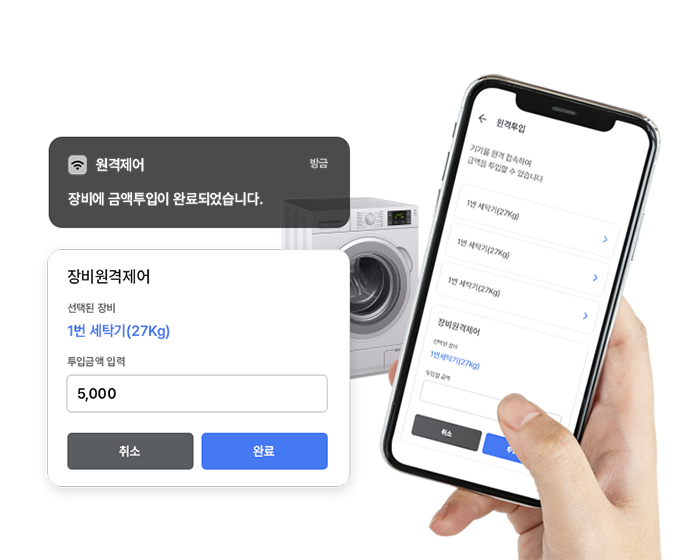 원격제어
방금
장비에 금액투입이 완료되었습니다.
장비원격제어
선택된 장비
1번 세탁기(27Kg)
투입금액 입력
5,000
취소
완료
원격투입
기기를 원격 접속하여
금액을 투입할 수 있습니다
1번 세탁기(27Kg)
1번 세탁기(27Kg)
1번 세탁기(27Kg)
장비원격제어
선택된 장비
1번세탁기(27kg)
투입할 금액
취소